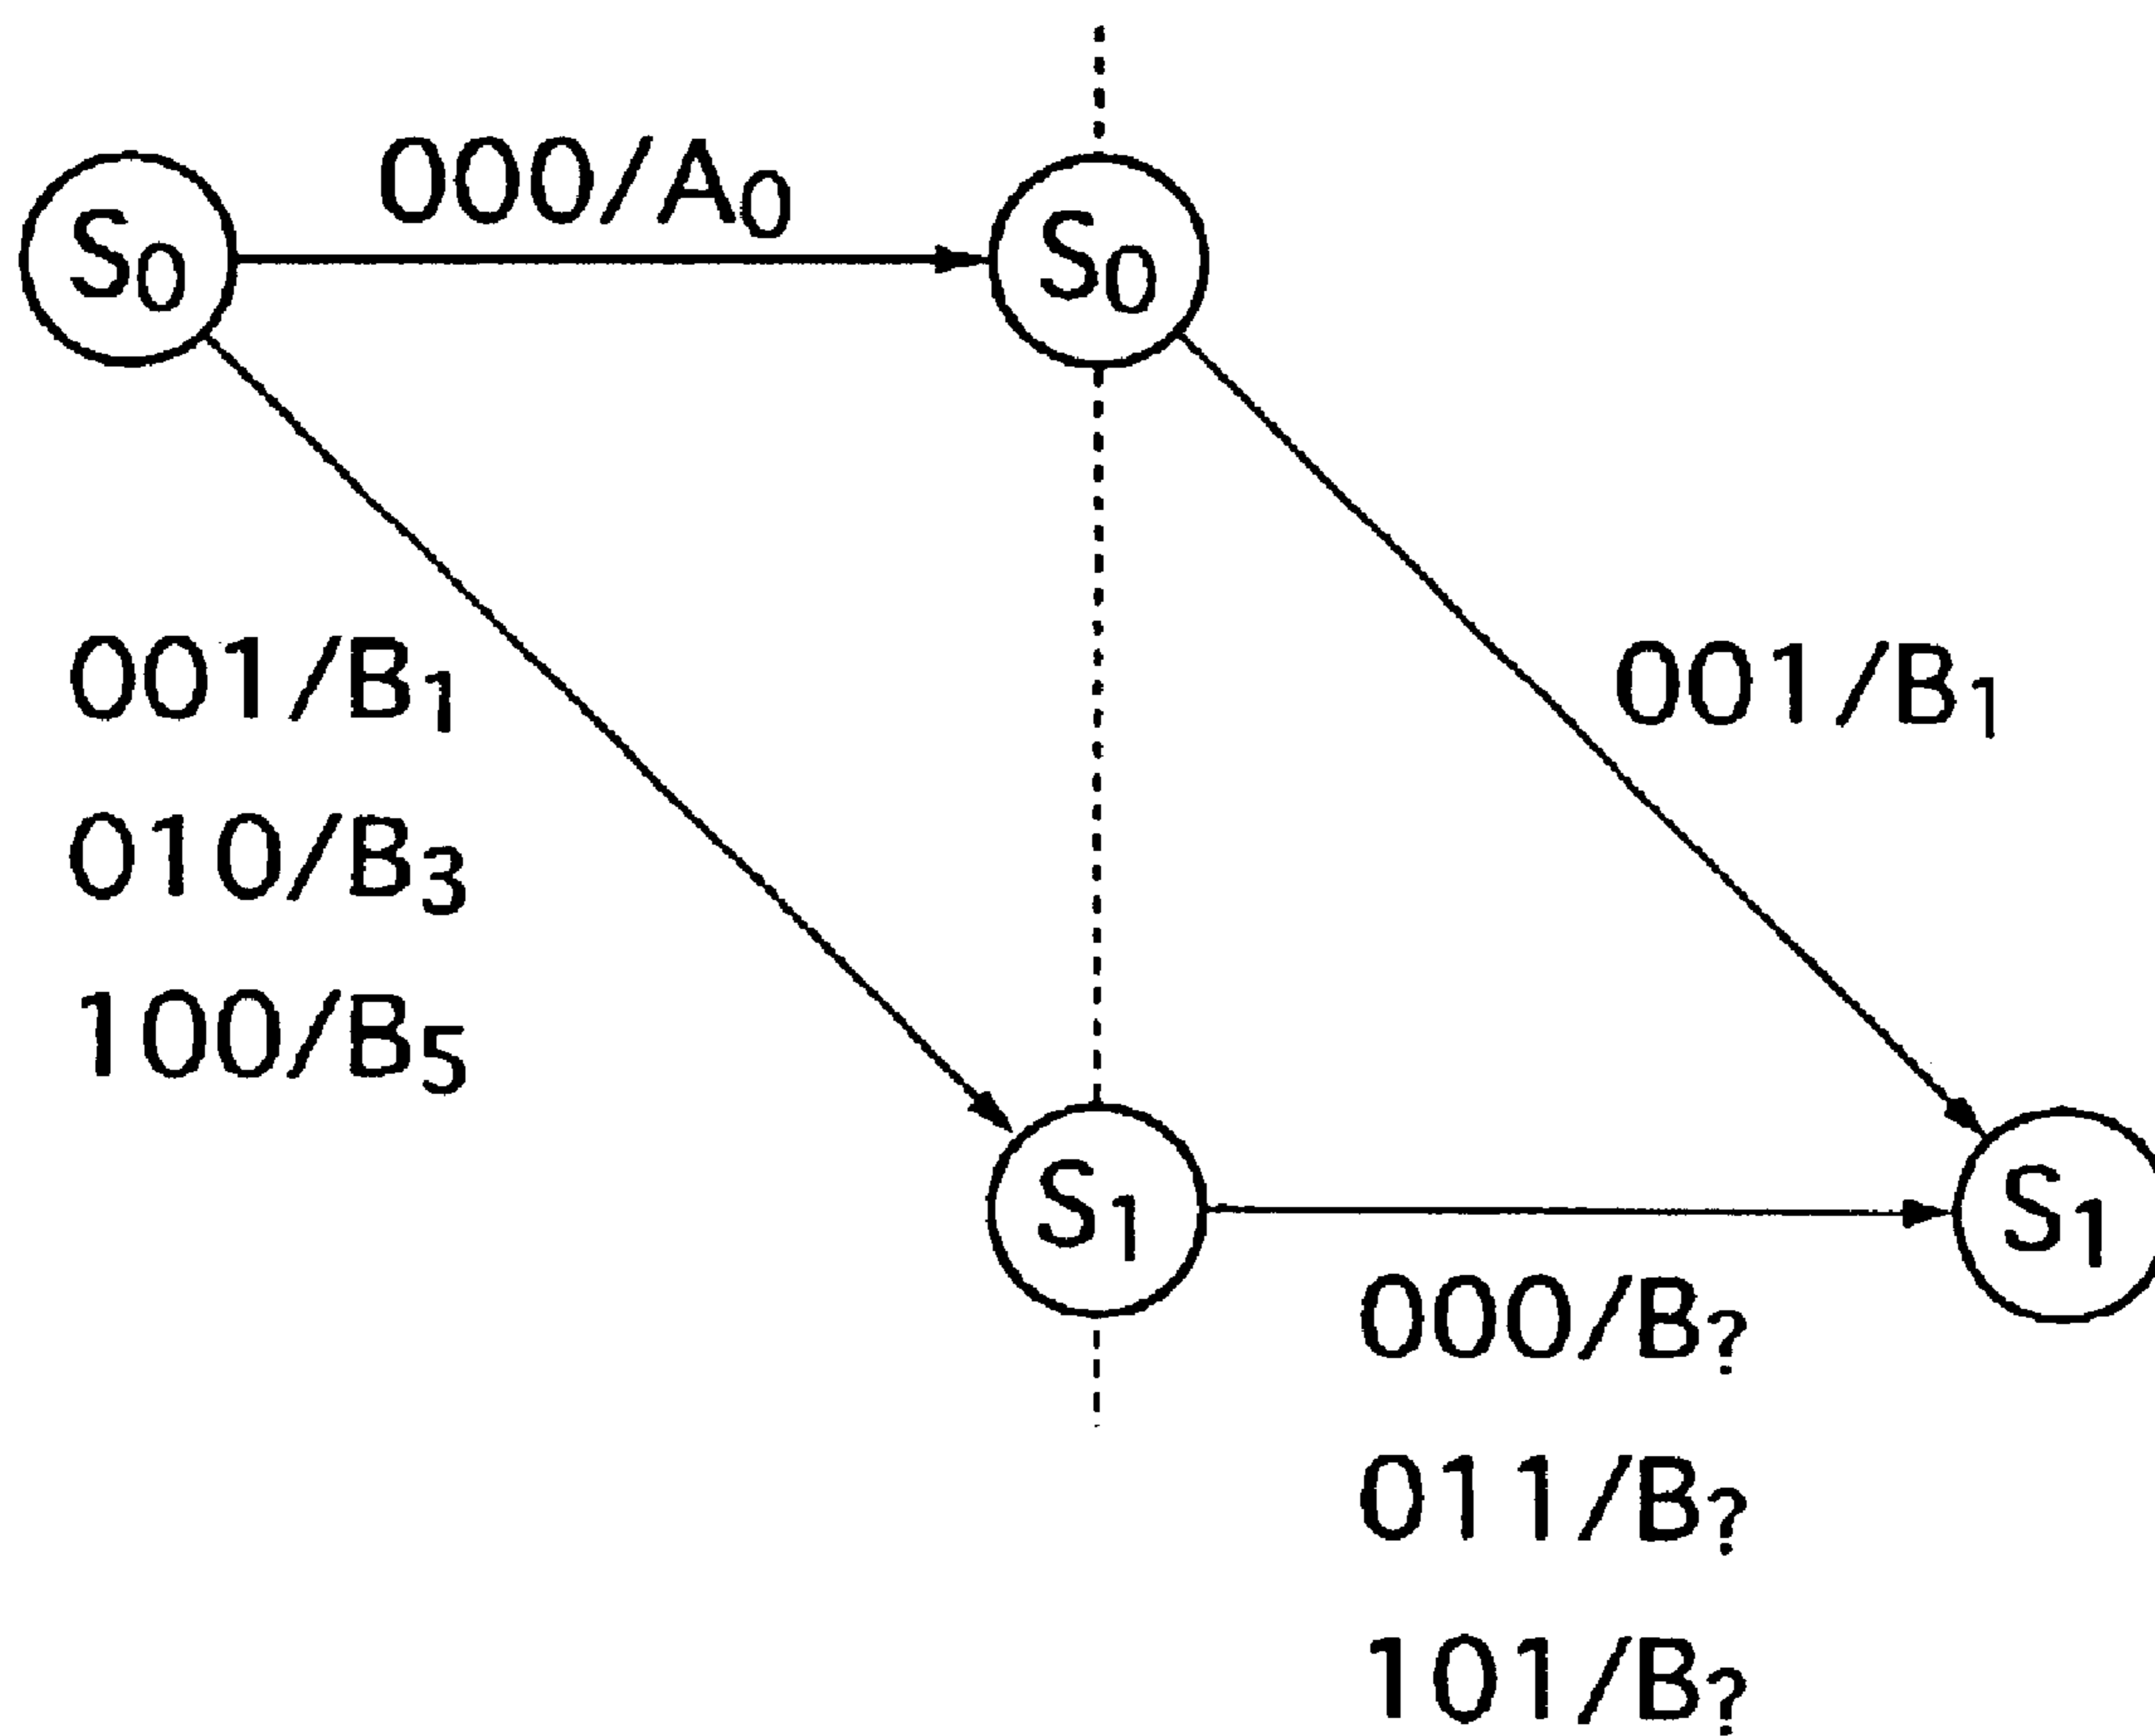 000/A₀
S₀
S₀
001/B₁
010/B₃
100/B₅
001/B₁
S₁
S₁
000/B?
011/B?
101/B?